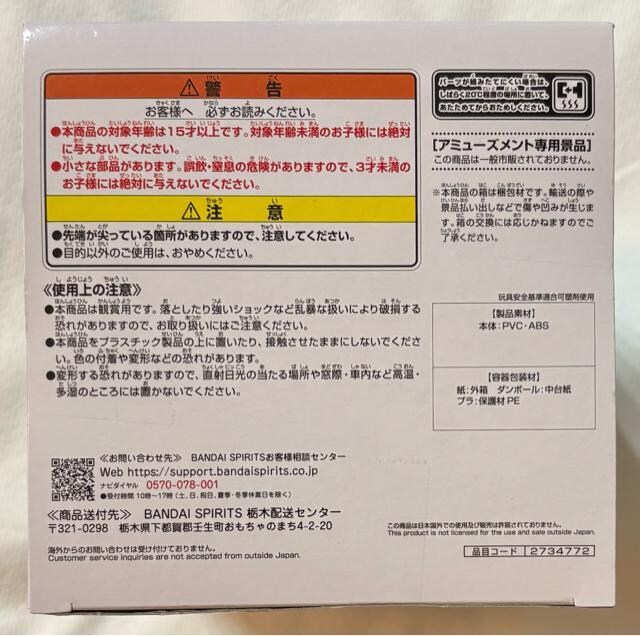 ⚠警告
お客様へ 必ずお読みください。
●本商品の対象年齢は15才以上です。対象年齢未満のお子様には絶対
に与えないでください。
●小さな部品があります。誤飲・窒息の危険がありますので、3才未満の
お子様には絶対に与えないでください。
⚠注意
●先端が尖っている箇所がありますので、注意してください。
●目的以外のご使用は、おやめください。
パーツが組みたてにくい場合は、
しばらく20℃程度の場所に置いて、
あたためてからおためしください。
[アミューズメント専用景品]
この商品は一般市販されておりません。
※本商品の箱は梱包材です。輸送の際や
景品払い出しなどで傷や凹みが生じま
す。箱の交換には応じかねますのでご
了承ください。
《使用上の注意》
●本商品は観賞用です。落としたり強いショックなど乱暴な扱いにより破損する
恐れがありますので、お取り扱いにはご注意ください。
●本商品をプラスチック製品の上に置いたり、接触させたままにしないでくださ
い。色の付着や変形などの恐れがあります。
●変形する恐れがありますので、直射日光の当たる場所や窓際・車内など高温・
多湿のところには置かないでください。
玩具安全基準適合可塑剤使用
【製品素材】
本体:PVC・ABS
【容器包装材】
紙:外箱 ダンボール:中台紙
プラ:保護材PE
《お問い合わせ先》 BANDAI SPIRITSお客様相談センター
Web https://support.bandaispirits.co.jp
ナビダイヤル 0570-078-001
●受付時間 10時〜17時 (土、日、祝日、夏季・冬季休業日を除く)
《商品送付先》 BANDAI SPIRITS 栃木配送センター
〒321-0298 栃木県下都賀郡壬生町おもちゃのまち4-2-20
海外からのお問い合わせは受け付けておりません。
Customer service inquiries are not accepted from outside Japan.
この商品は日本国外での使用及び販売は許諾されておりません。
This product is not licensed for the use and sale outside Japan.
品目コード 2734772